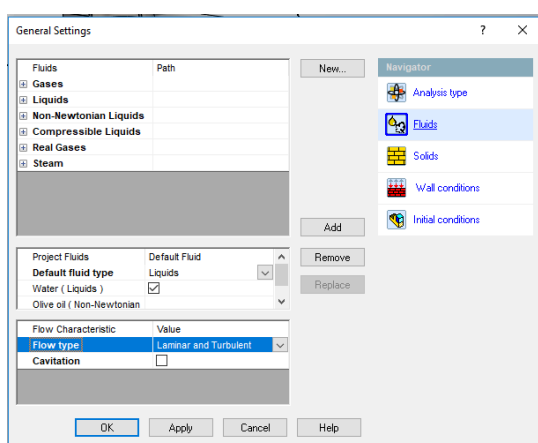 General Settings
? ×
Fluids Path
Gases
Liquids
Non-Newtonian Liquids
Compressible Liquids
Real Gases
Steam
New...
Add
Navigator
Analysis type
Fluids
Solids
Wall conditions
Initial conditions
Project Fluids Default Fluid
Default fluid type Liquids
Water ( Liquids )
Olive oil ( Non-Newtonian
Remove
Replace
Flow Characteristic Value
Flow type Laminar and Turbulent
Cavitation
OK Apply Cancel Help